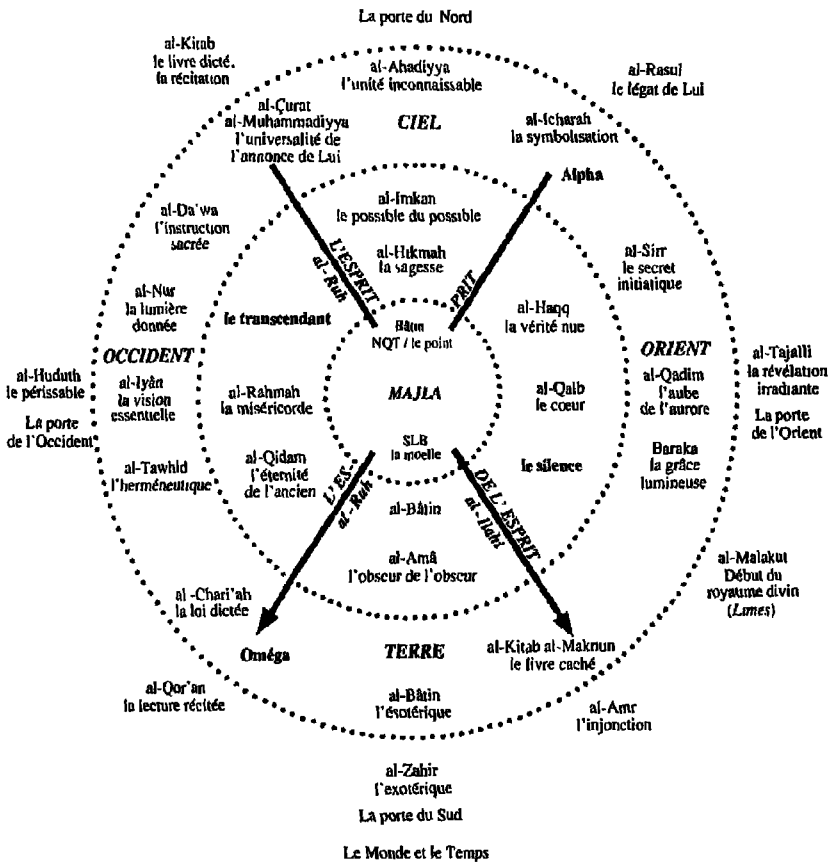 La porte du Nord
al-Kitab
le livre dicté,
la récitation
al-Ahadiyya
l'unité inconnaissable
al-Rasul
le légat de Lui
al-Çurat
al-Muhammadiyya
l'universalité de
l'annonce de Lui
CIEL
al-Icharah
la symbolisation
Alpha
al-Imkan
le possible du possible
al-Da'wa
l'instruction
sacrée
al-Hikmah
la sagesse
L'ESPRIT
al-Ruh
PRIT
al-Sirr
le secret
initiatique
al-Nur
la lumière
donnée
le transcendant
Bâtin
NQT / le point
al-Haqq
la vérité nue
OCCIDENT
ORIENT
al-Huduth
le périssable
al-Iyân
la vision
essentielle
al-Rahmah
la miséricorde
MAJLA
al-Qalb
le cœur
al-Qadim
l'aube
de l'aurore
al-Tajalli
la révélation
irradiante
La porte
de l'Occident
La porte
de l'Orient
al-Tawhid
l'herméneutique
al-Qidam
l'éternité
de l'ancien
SLB
la moelle
le silence
Baraka
la grâce
lumineuse
L'ES-
al-Ruh
DE L'ESPRIT
al-Ilahi
al-Bâtin
al-Amâ
l'obscur de l'obscur
al-Malakut
Début du
royaume divin
(Limes)
al-Chari'ah
la loi dictée
Oméga
TERRE
al-Kitab al-Maknun
le livre caché
al-Qor'an
la lecture récitée
al-Bâtin
l'ésotérique
al-Amr
l'injonction
al-Zahir
l'exotérique
La porte du Sud
Le Monde et le Temps